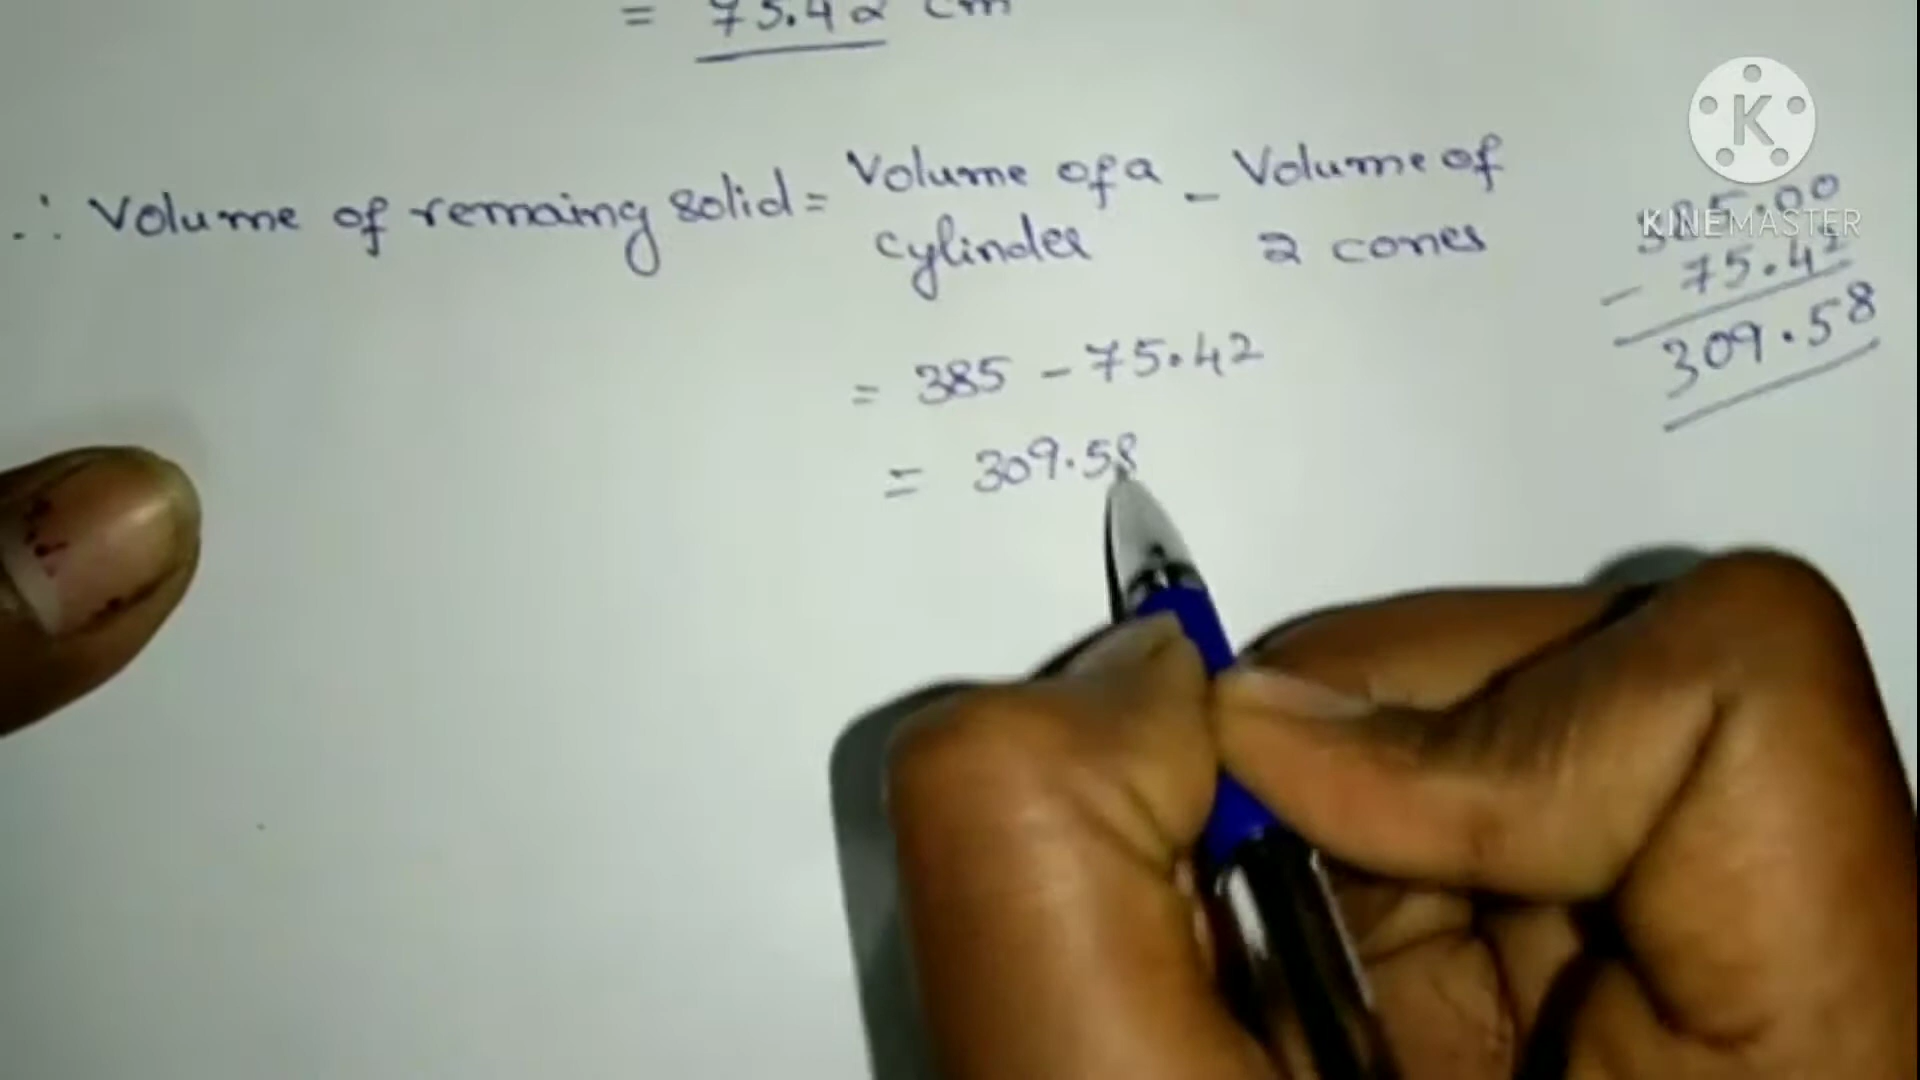 = 75.42 cm
∴ Volume of remaimg solid = Volume of a cylinder - Volume of 2 cones
= 385 - 75.42
= 309.58
385.00
- 75.42
309.58
K
KINEMASTER